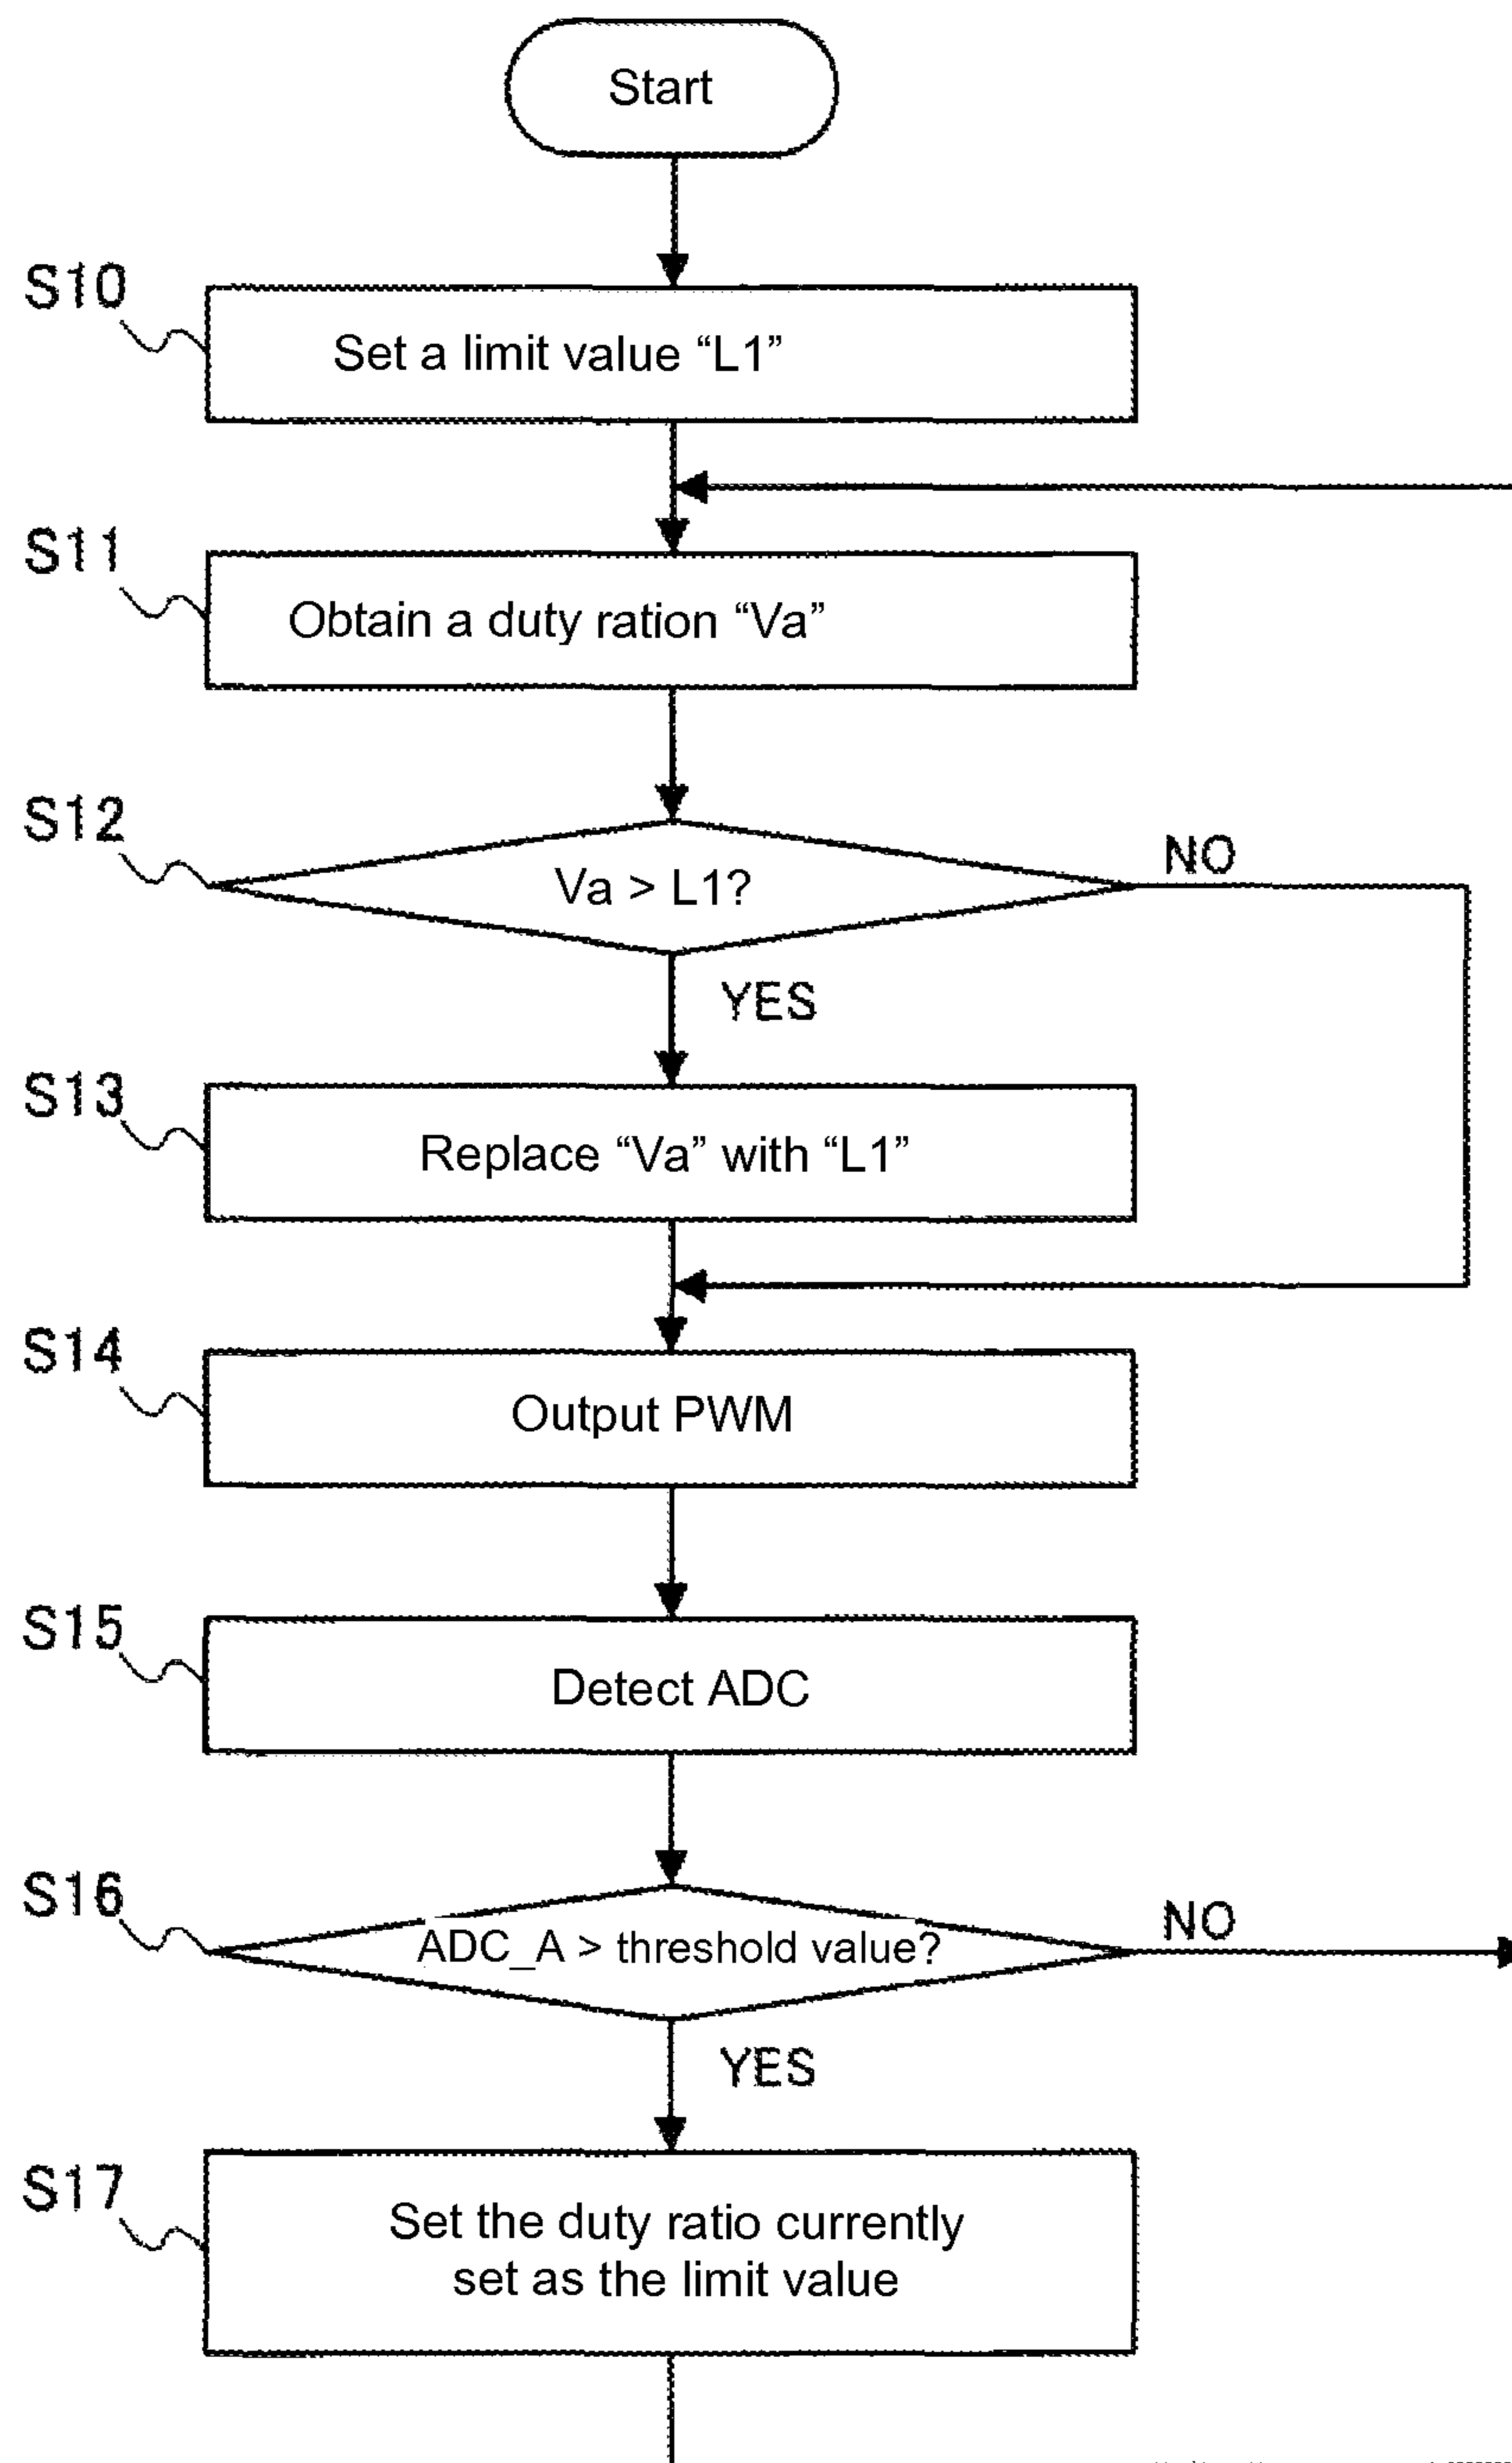 Start
S10
Set a limit value “L1”
S11
Obtain a duty ration “Va”
S12
Va > L1?
NO
YES
S13
Replace “Va” with “L1”
S14
Output PWM
S15
Detect ADC
S16
ADC_A > threshold value?
NO
YES
S17
Set the duty ratio currently
set as the limit value